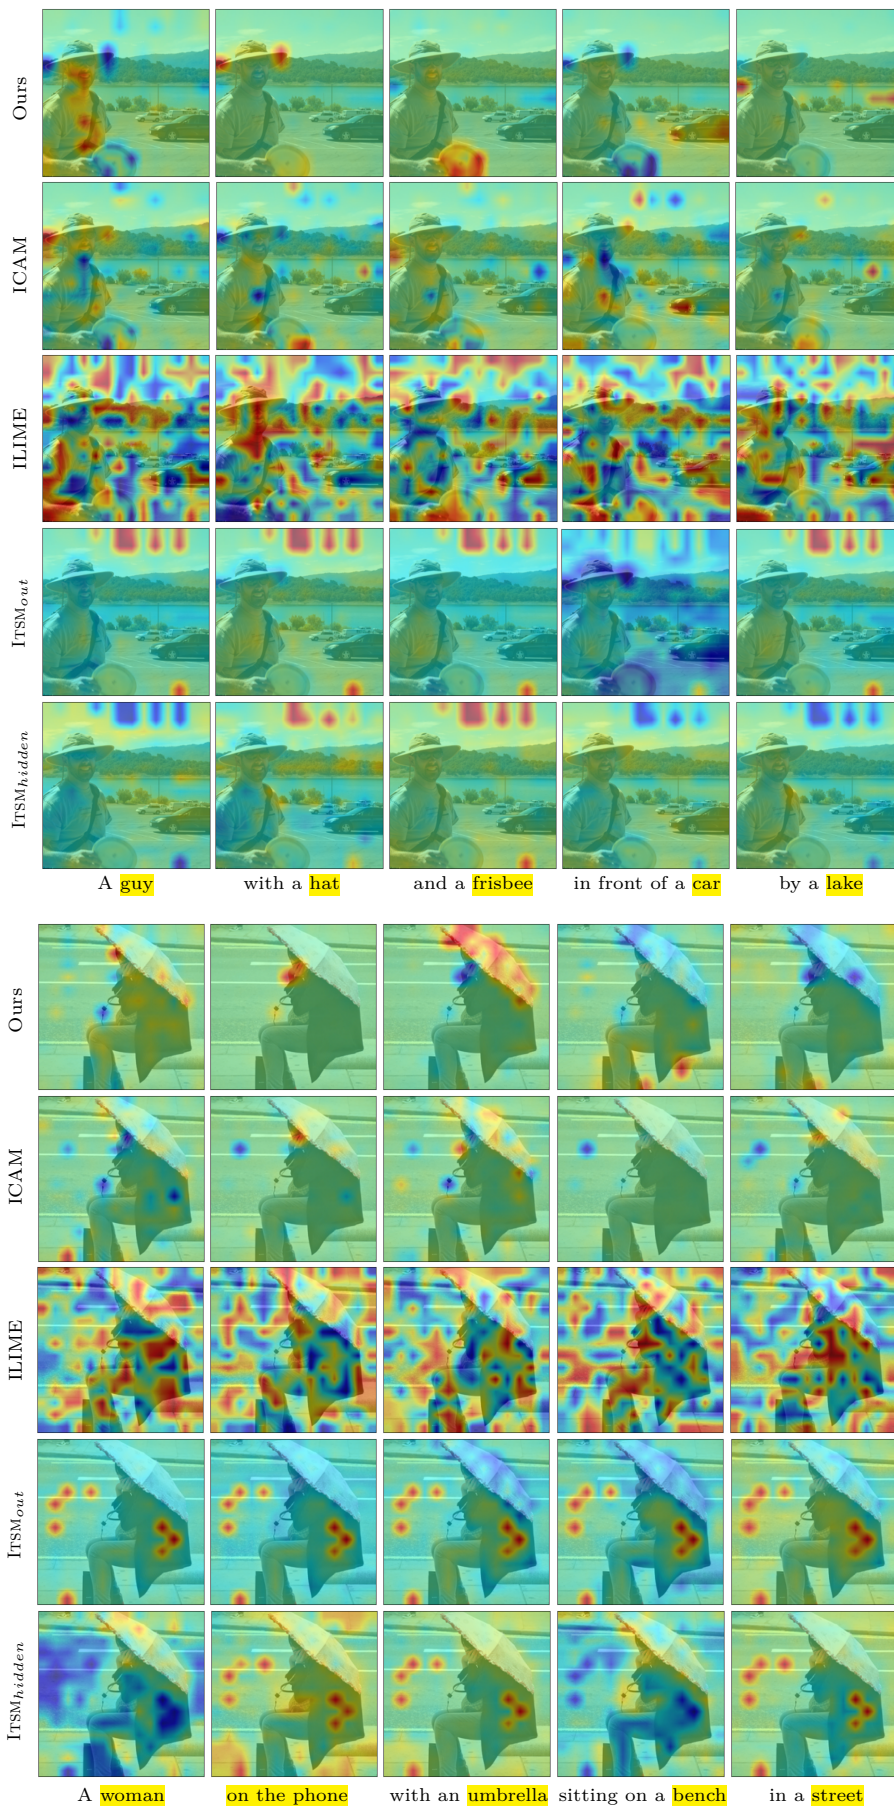 Ours
ICAM
ILIME
ITSMout
ITSMhidden
A guy with a hat and a frisbee in front of a car by a lake
Ours
ICAM
ILIME
ITSMout
ITSMhidden
A woman on the phone with an umbrella sitting on a bench in a street